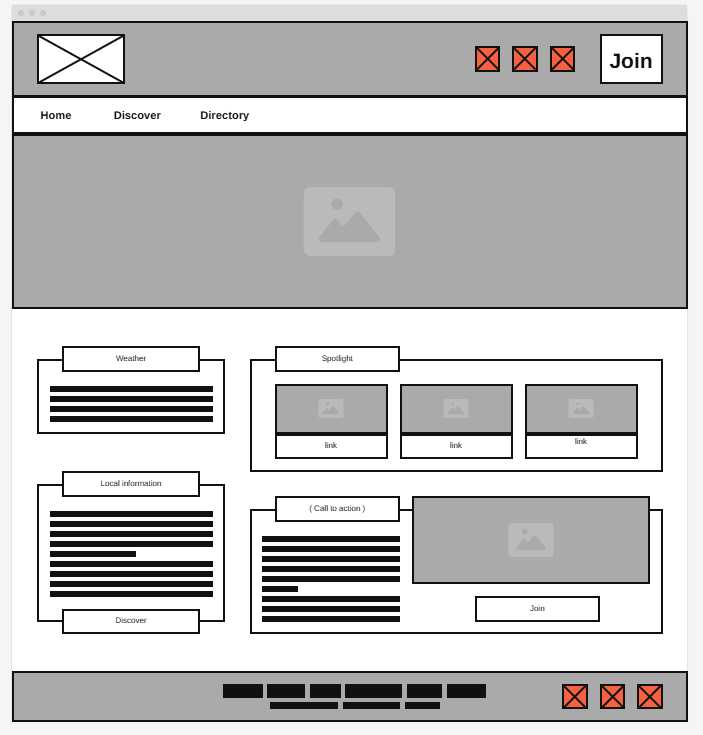 Join
Home Discover Directory
Weather
Spotlight
link link link
Local information
( Call to action )
Discover
Join